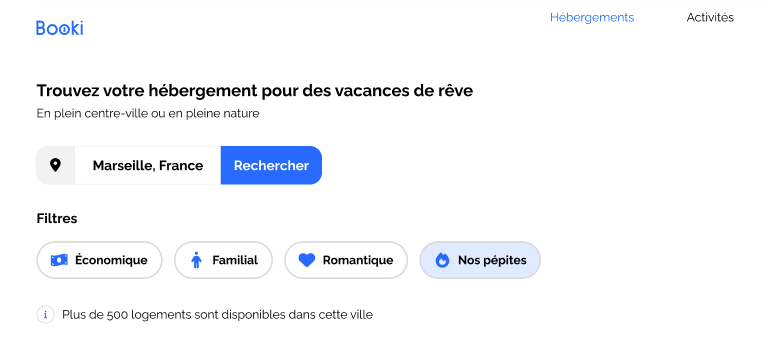 Booki
Hébergements Activités
Trouvez votre hébergement pour des vacances de rêve
En plein centre-ville ou en pleine nature
Marseille, France Rechercher
Filtres
Économique Familial Romantique Nos pépites
i Plus de 500 logements sont disponibles dans cette ville